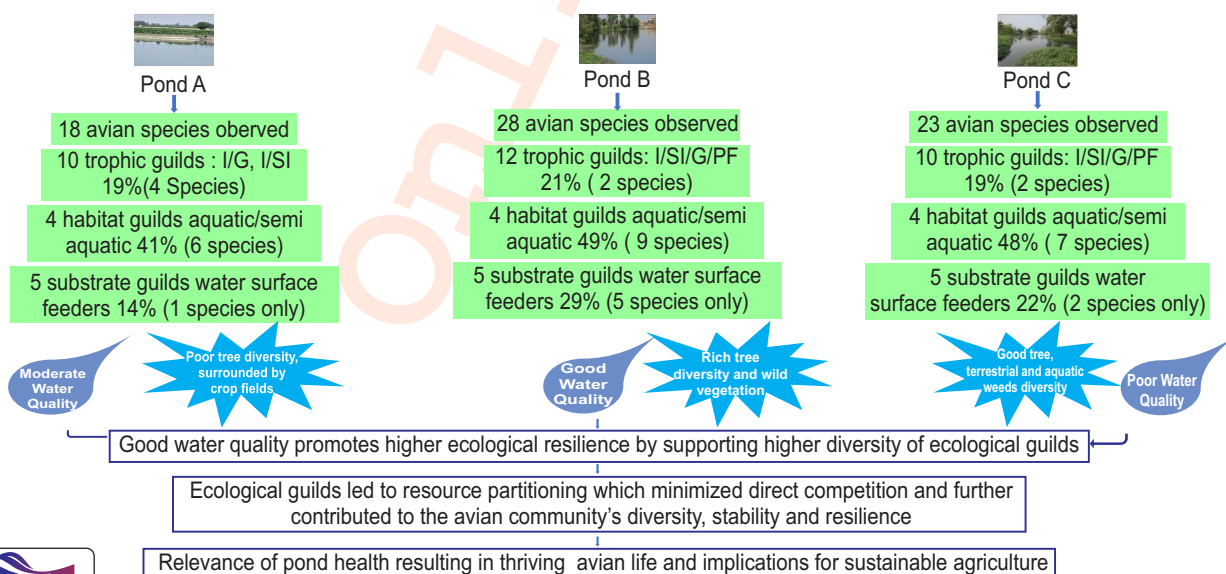 Onl
Pond A
18 avian species oberved
10 trophic guilds : I/G, I/SI
19%(4 Species)
4 habitat guilds aquatic/semi
aquatic 41% (6 species)
5 substrate guilds water surface
feeders 14% (1 species only)
Moderate
Water
Quality
Poor tree diversity,
surrounded by
crop fields
Pond B
28 avian species observed
12 trophic guilds: I/SI/G/PF
21% ( 2 species)
4 habitat guilds aquatic/semi
aquatic 49% ( 9 species)
5 substrate guilds water surface
feeders 29% (5 species only)
Good
Water
Quality
Rich tree
diversity and wild
vegetation
Pond C
23 avian species observed
10 trophic guilds: I/SI/G/PF
19% (2 species)
4 habitat guilds aquatic/semi
aquatic 48% ( 7 species)
5 substrate guilds water
surface feeders 22% (2 species only)
Good tree,
terrestrial and aquatic
weeds diversity
Poor Water
Quality
Good water quality promotes higher ecological resilience by supporting higher diversity of ecological guilds
Ecological guilds led to resource partitioning which minimized direct competition and further
contributed to the avian community's diversity, stability and resilience
Relevance of pond health resulting in thriving avian life and implications for sustainable agriculture